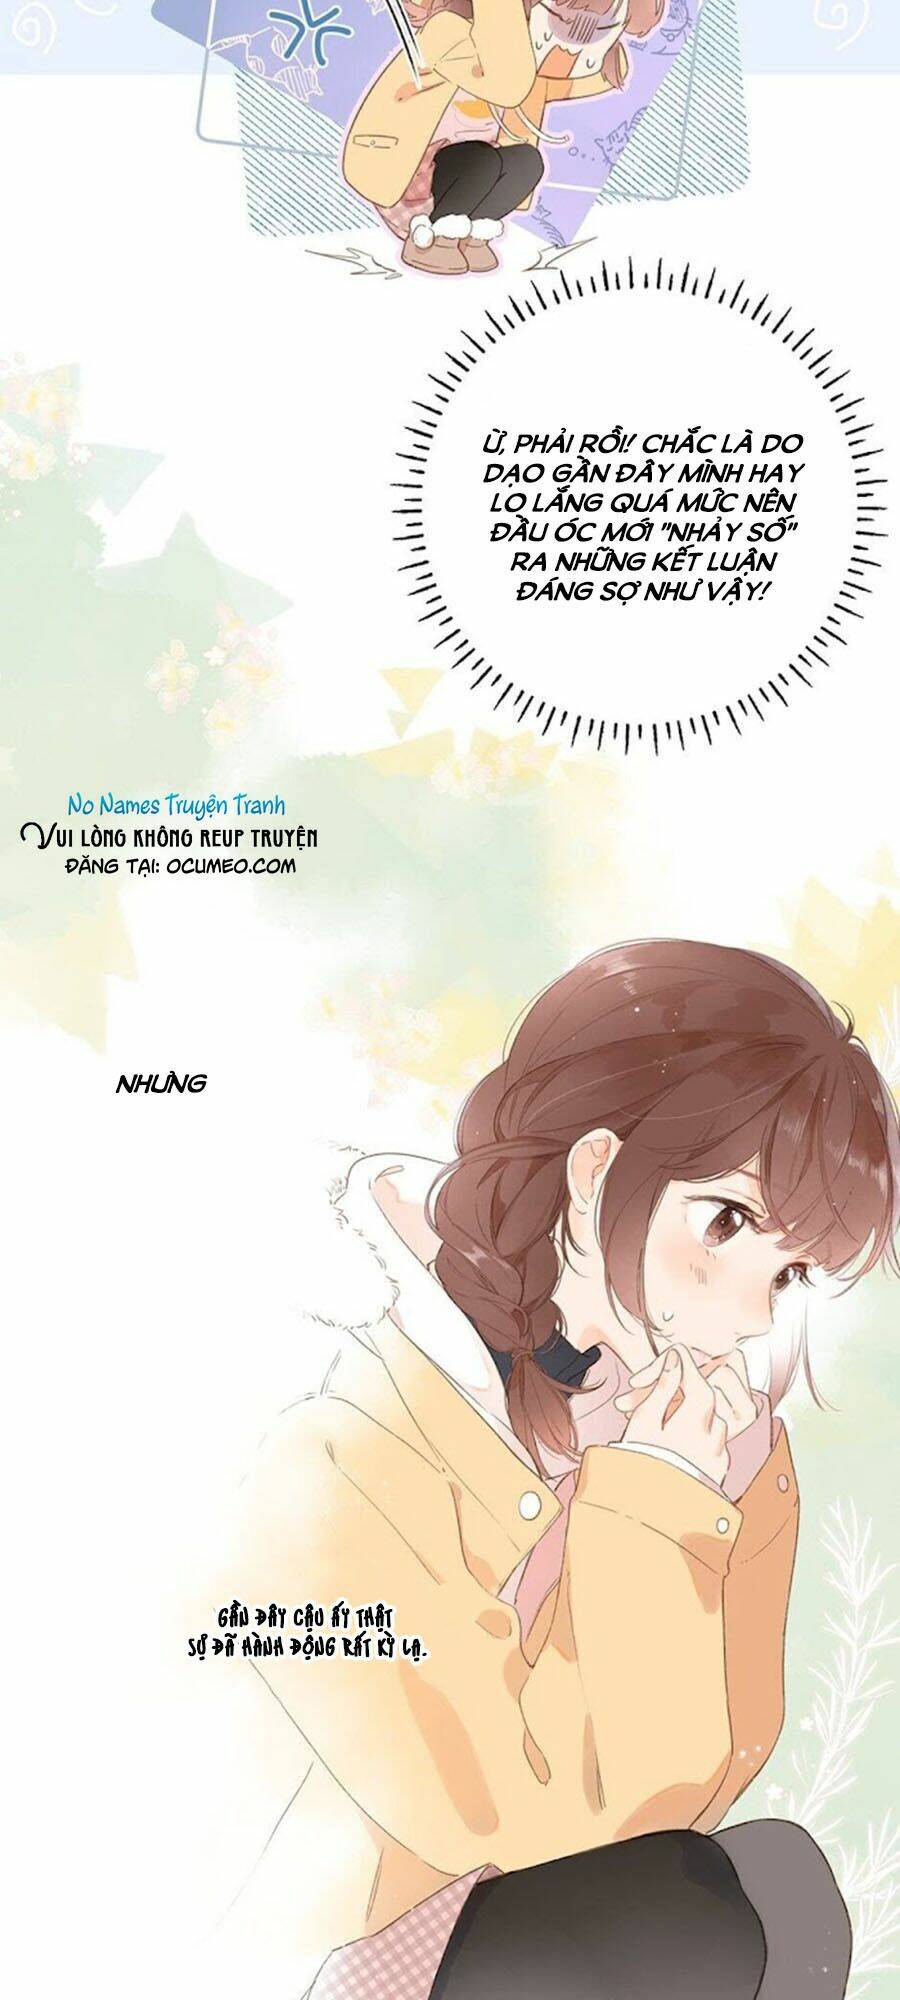 Ừ, PHẢI RỒI! CHẮC LÀ DO
DẠO GẦN ĐÂY MÌNH HAY
LO LẮNG QUÁ MỨC NÊN
ĐẦU ÓC MỚI "NHẢY SỐ"
RA NHỮNG KẾT LUẬN
ĐÁNG SỢ NHƯ VẬY!
No Names Truyện Tranh
VUI LÒNG KHÔNG REUP TRUYỆN
ĐĂNG TẠI: OCUMEO.COM
NHƯNG
GẦN ĐÂY CẬU ẤY THẬT
SỰ ĐÃ HÀNH ĐỘNG RẤT KỲ LẠ.